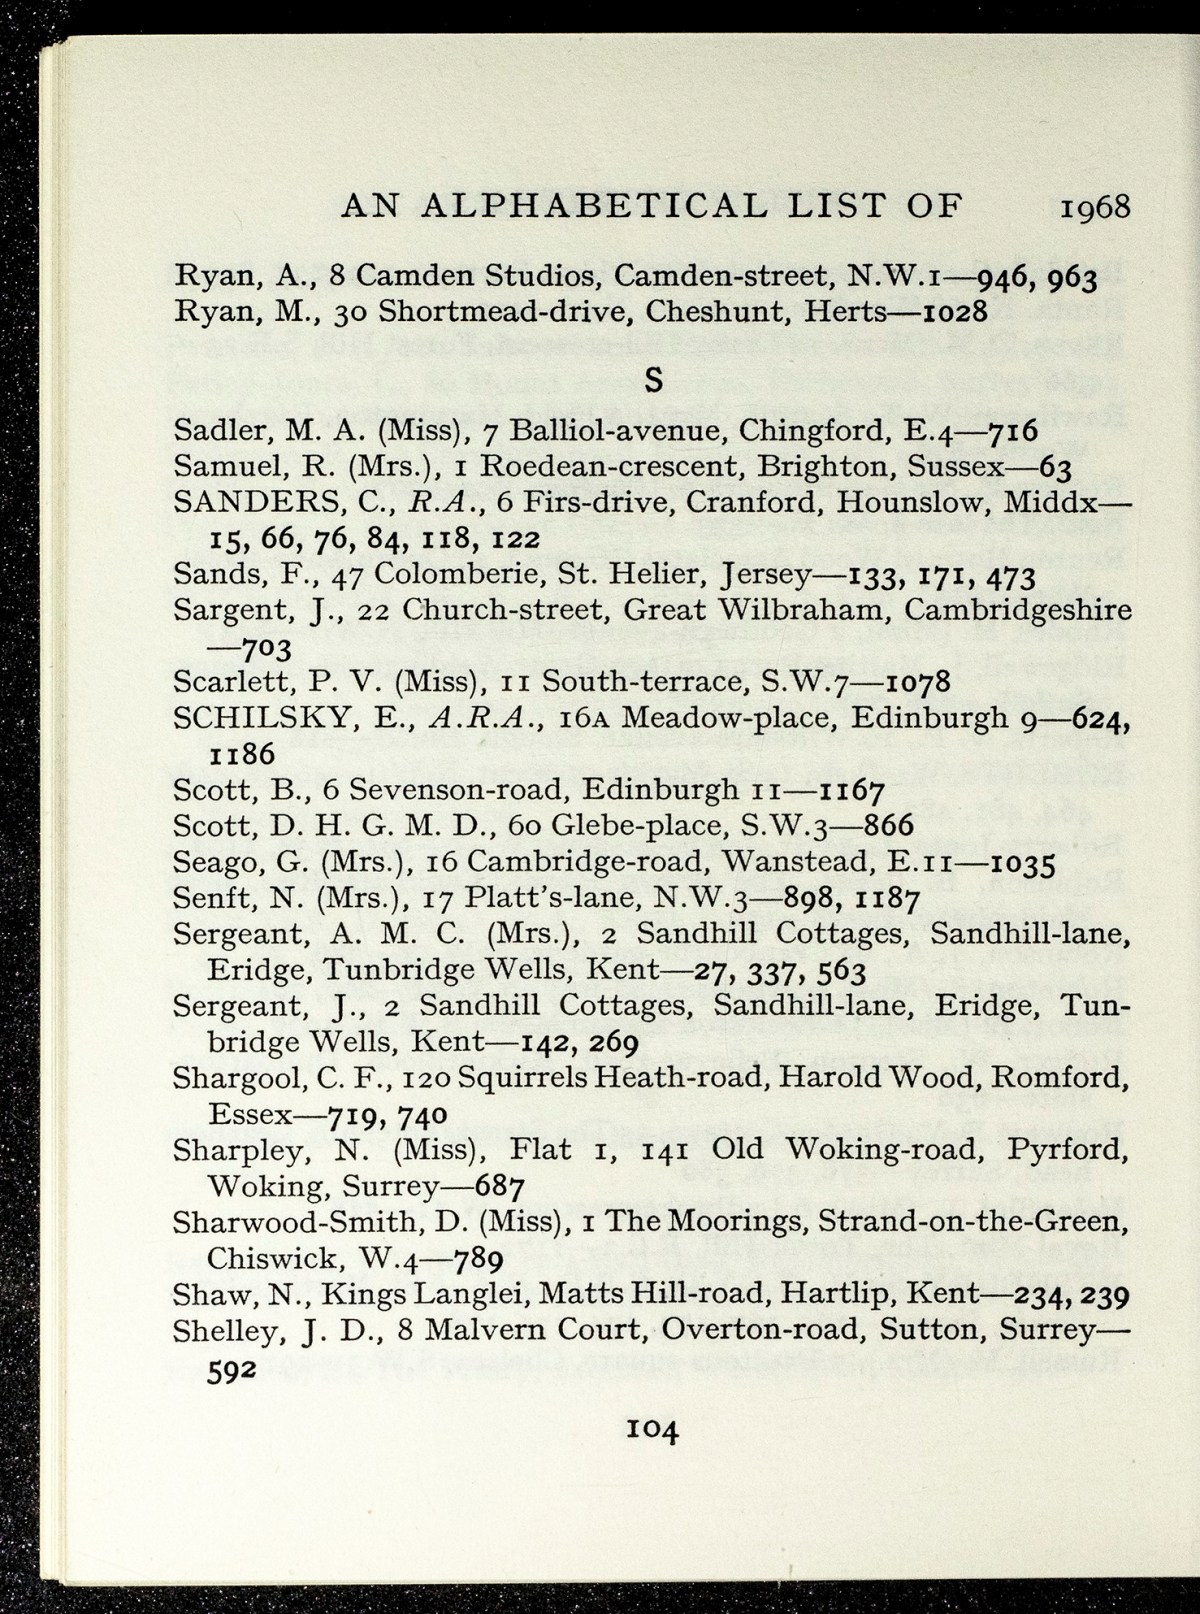 AN ALPHABETICAL LIST OF 1968
Ryan, A., 8 Camden Studios, Camden-street, N.W.1—946, 963
Ryan, M., 30 Shortmead-drive, Cheshunt, Herts—1028
S
Sadler, M. A. (Miss), 7 Balliol-avenue, Chingford, E.4—716
Samuel, R. (Mrs.), 1 Roedean-crescent, Brighton, Sussex—63
SANDERS, C., R.A., 6 Firs-drive, Cranford, Hounslow, Middx—
15, 66, 76, 84, 118, 122
Sands, F., 47 Colomberie, St. Helier, Jersey—133, 171, 473
Sargent, J., 22 Church-street, Great Wilbraham, Cambridgeshire
—703
Scarlett, P. V. (Miss), 11 South-terrace, S.W.7—1078
SCHILSKY, E., A.R.A., 16A Meadow-place, Edinburgh 9—624,
1186
Scott, B., 6 Sevenson-road, Edinburgh 11—1167
Scott, D. H. G. M. D., 60 Glebe-place, S.W.3—866
Seago, G. (Mrs.), 16 Cambridge-road, Wanstead, E.11—1035
Senft, N. (Mrs.), 17 Platt's-lane, N.W.3—898, 1187
Sergeant, A. M. C. (Mrs.), 2 Sandhill Cottages, Sandhill-lane,
Eridge, Tunbridge Wells, Kent—27, 337, 563
Sergeant, J., 2 Sandhill Cottages, Sandhill-lane, Eridge, Tun-
bridge Wells, Kent—142, 269
Shargool, C. F., 120 Squirrels Heath-road, Harold Wood, Romford,
Essex—719, 740
Sharpley, N. (Miss), Flat 1, 141 Old Woking-road, Pyrford,
Woking, Surrey—687
Sharwood-Smith, D. (Miss), 1 The Moorings, Strand-on-the-Green,
Chiswick, W.4—789
Shaw, N., Kings Langlei, Matts Hill-road, Hartlip, Kent—234, 239
Shelley, J. D., 8 Malvern Court, Overton-road, Sutton, Surrey—
592
104